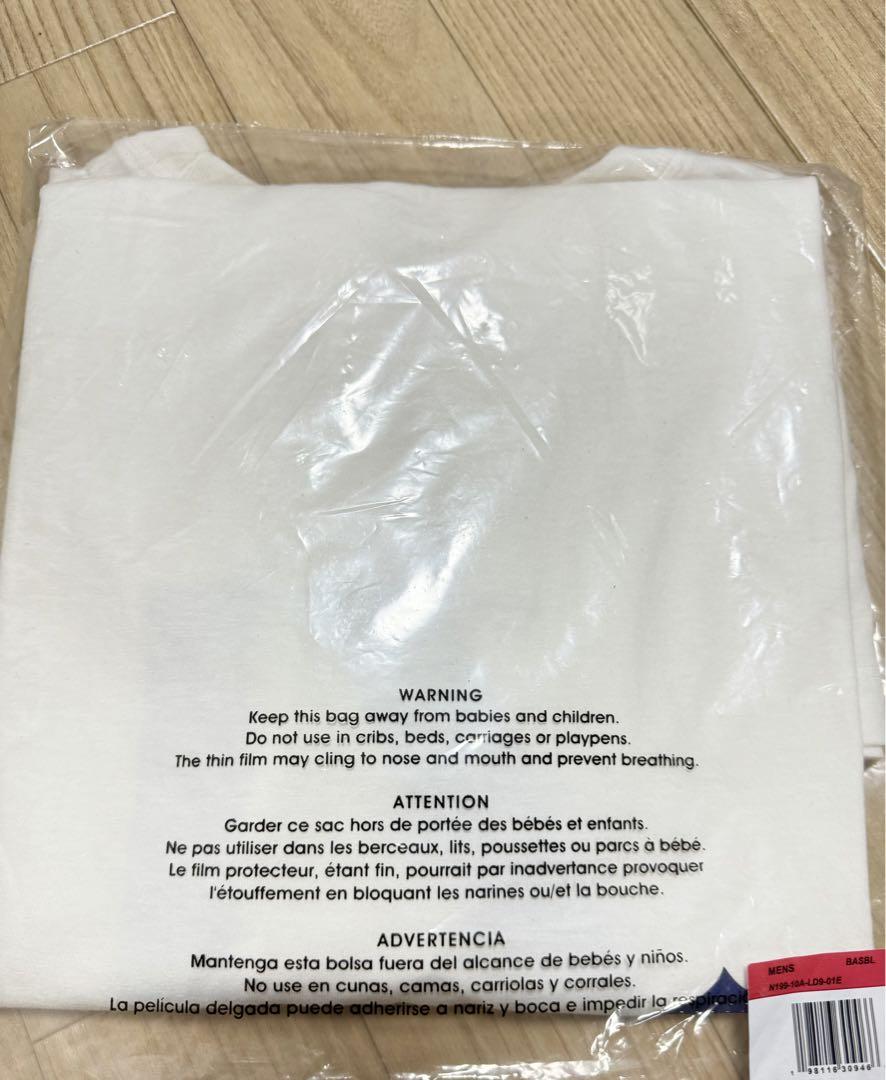 WARNING
Keep this bag away from babies and children.
Do not use in cribs, beds, carriages or playpens.
The thin film may cling to nose and mouth and prevent breathing.
ATTENTION
Garder ce sac hors de portée des bébés et enfants.
Ne pas utiliser dans les berceaux, lits, poussettes ou parcs à bébé.
Le film protecteur, étant fin, pourrait par inadvertance provoquer
l'étouffement en bloquant les narines ou/et la bouche.
ADVERTENCIA
Mantenga esta bolsa fuera del alcance de bebés y niños.
No use en cunas, camas, carriolas y corrales.
La película delgada puede adherirse a nariz y boca e impedir la respiració
MENS BASBL
N199-10A-LD9-01E
1 98116 30946